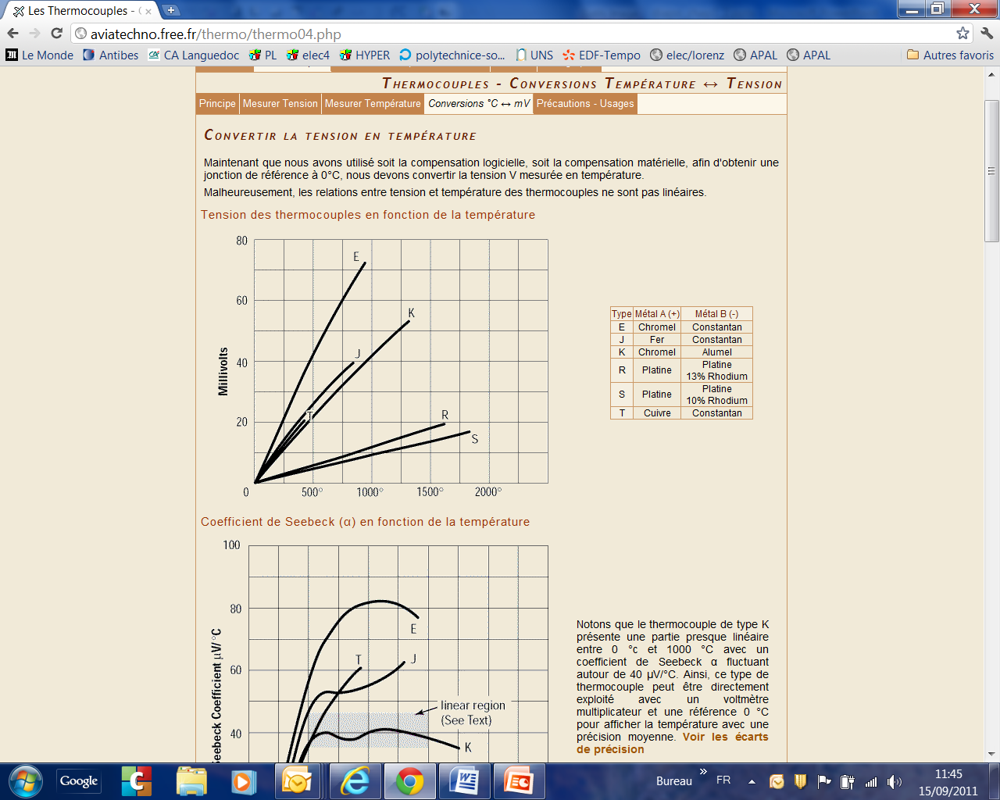 Les Thermocouples - C
aviatechno.free.fr/thermo/thermo04.php
Le Monde Antibes CA Languedoc PL elec4 HYPER polytechnice-so... UNS EDF-Tempo elec/lorenz APAL APAL Autres favoris
Thermocouples - Conversions Température ↔ Tension
Principe Mesurer Tension Mesurer Température Conversions °C ↔ mV Précautions - Usages
Convertir la tension en température
Maintenant que nous avons utilisé soit la compensation logicielle, soit la compensation matérielle, afin d'obtenir une
jonction de référence à 0°C, nous devons convertir la tension V mesurée en température.
Malheureusement, les relations entre tension et température des thermocouples ne sont pas linéaires.
Tension des thermocouples en fonction de la température
80
E
60
K
J
Millivolts
40
T
20
R
S
0 500° 1000° 1500° 2000°
Type Métal A (+) Métal B (-)
E Chromel Constantan
J Fer Constantan
K Chromel Alumel
R Platine Platine
13% Rhodium
S Platine Platine
10% Rhodium
T Cuivre Constantan
Coefficient de Seebeck (α) en fonction de la température
100
80
E
60
T
J
linear region
(See Text)
40
K
Seebeck Coefficient µV/ °C
Notons que le thermocouple de type K
présente une partie presque linéaire
entre 0 °c et 1000 °C avec un
coefficient de Seebeck α fluctuant
autour de 40 µV/°C. Ainsi, ce type de
thermocouple peut être directement
exploité avec un voltmètre
multiplicateur et une référence 0 °C
pour afficher la température avec une
précision moyenne. Voir les écarts
de précision
Google
Bureau » FR
11:45
15/09/2011